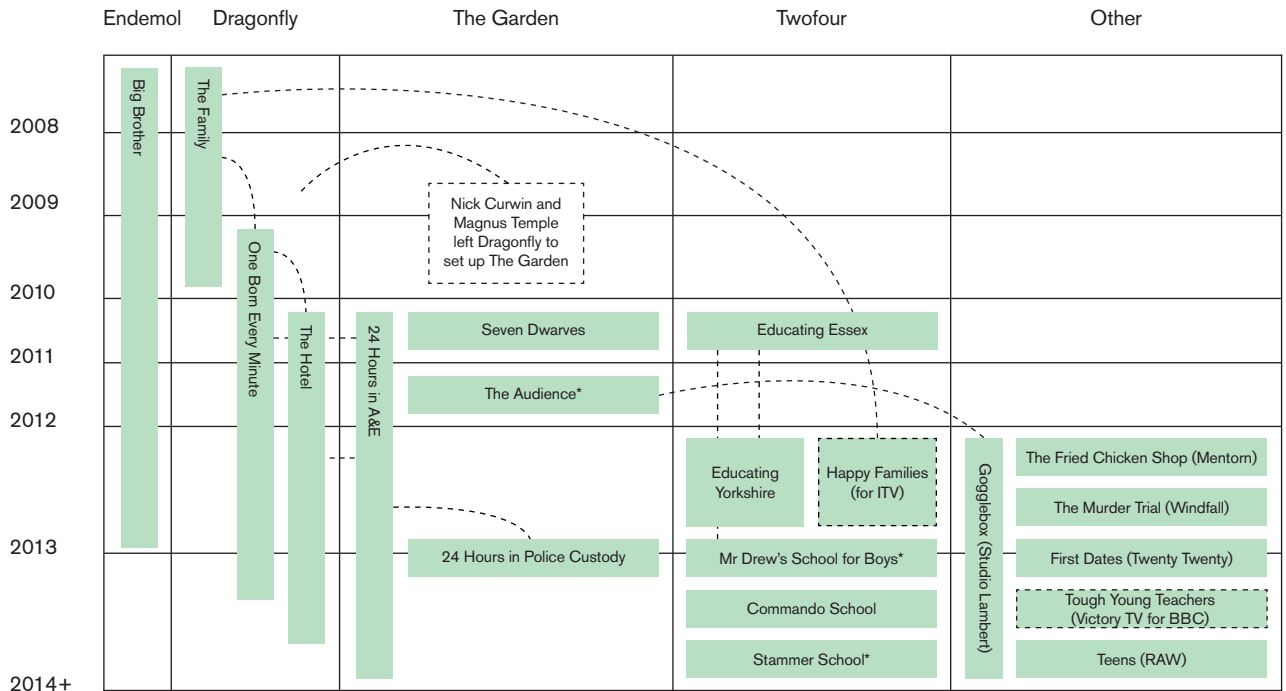 Endemol
Dragonfly
The Garden
Twofour
Other
2008
2009
2010
2011
2012
2013
2014+
Big Brother
The Family
One Born Every Minute
The Hotel
24 Hours in A&E
Nick Curwin and
Magnus Temple
left Dragonfly to
set up The Garden
Seven Dwarves
The Audience*
24 Hours in Police Custody
Educating Essex
Educating
Yorkshire
Happy Families
(for ITV)
Mr Drew’s School for Boys*
Commando School
Stammer School*
Gogglebox (Studio Lambert)
The Fried Chicken Shop (Mentorn)
The Murder Trial (Windfall)
First Dates (Twenty Twenty)
Tough Young Teachers
(Victory TV for BBC)
Teens (RAW)